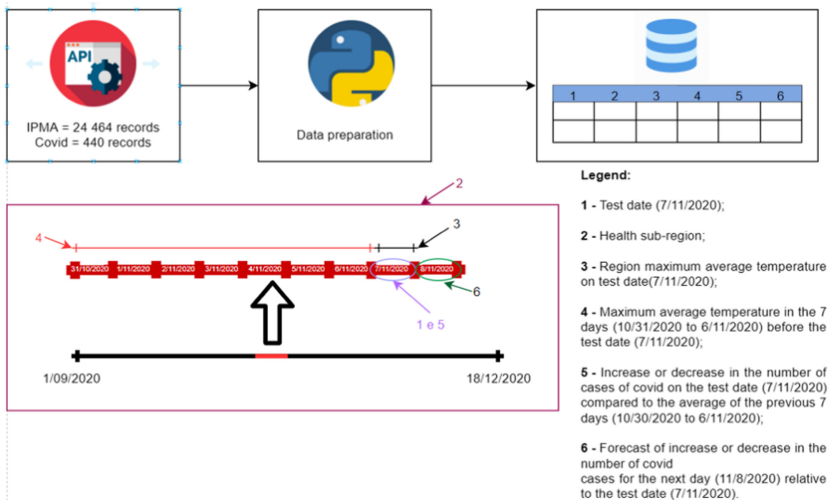 API
IPMA = 24 464 records
Covid = 440 records
Data preparation
1 2 3 4 5 6
2
4
3
31/10/2020 1/11/2020 2/11/2020 3/11/2020 4/11/2020 5/11/2020 6/11/2020 7/11/2020 8/11/2020
6
1 e 5
1/09/2020
18/12/2020
Legend:
1 - Test date (7/11/2020);
2 - Health sub-region;
3 - Region maximum average temperature
on test date(7/11/2020);
4 - Maximum average temperature in the 7
days (10/31/2020 to 6/11/2020) before the
test date (7/11/2020);
5 - Increase or decrease in the number of
cases of covid on the test date (7/11/2020)
compared to the average of the previous 7
days (10/30/2020 to 6/11/2020);
6 - Forecast of increase or decrease in the
number of covid
cases for the next day (11/8/2020) relative
to the test date (7/11/2020).